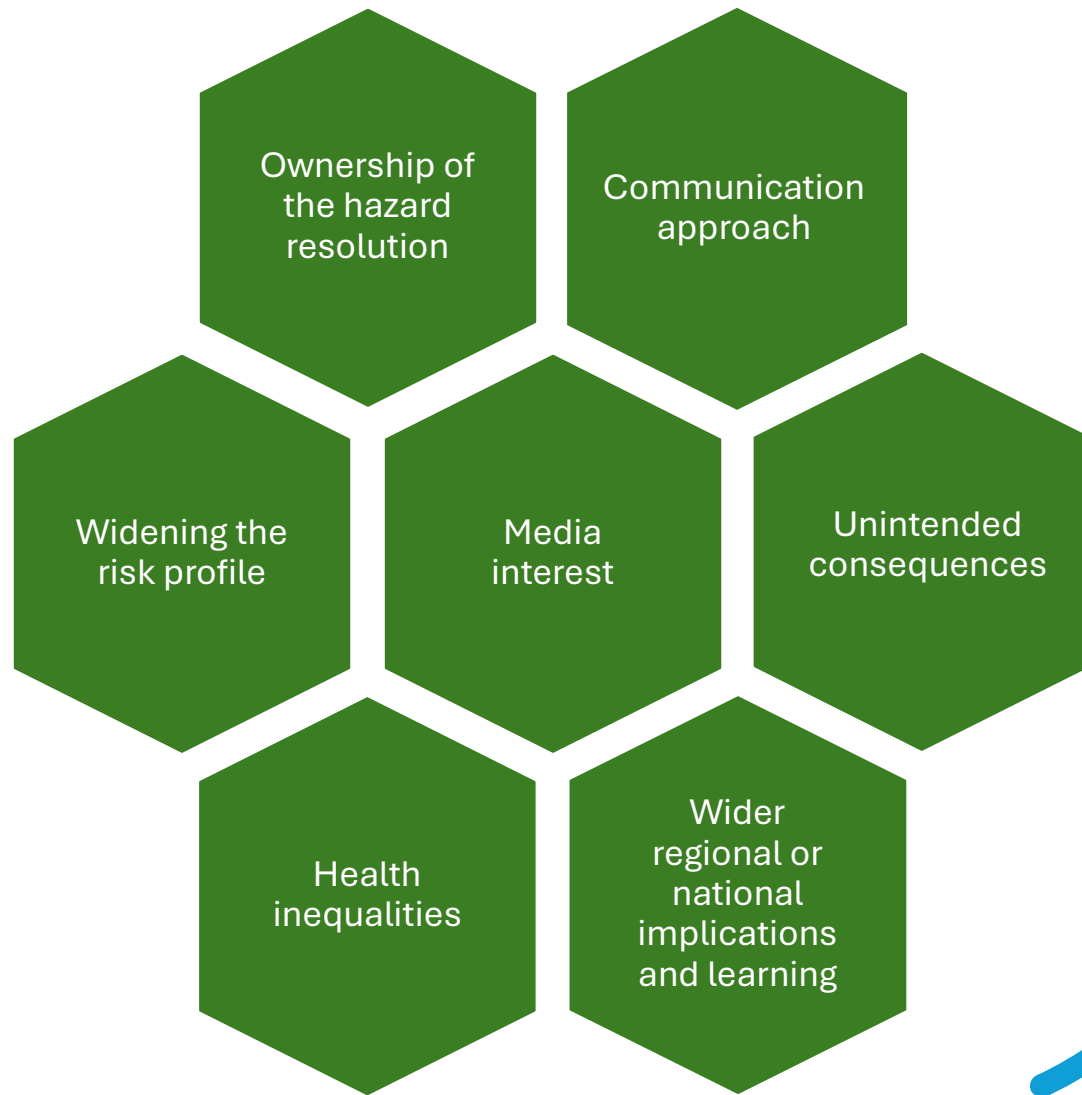 Ownership of
the hazard
resolution
Communication
approach
Widening the
risk profile
Media
interest
Unintended
consequences
Health
inequalities
Wider
regional or
national
implications
and learning